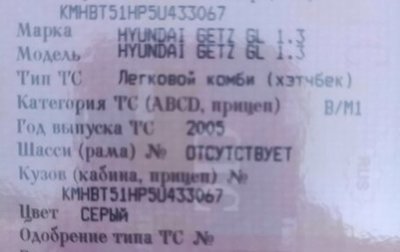 KMHBT51HP5U433067
Марка HYUNDAI GETZ GL 1.3
Модель HYUNDAI GETZ GL 1.3
Тип ТС Легковой комби (хэтчбек)
Категория ТС (ABCD, прицеп) B/M1
Год выпуска ТС 2005
Шасси (рама) № ОТСУТСТВУЕТ
Кузов (кабина, прицеп) №
KMHBT51HP5U433067
Цвет СЕРЫЙ
Одобрение типа ТС №